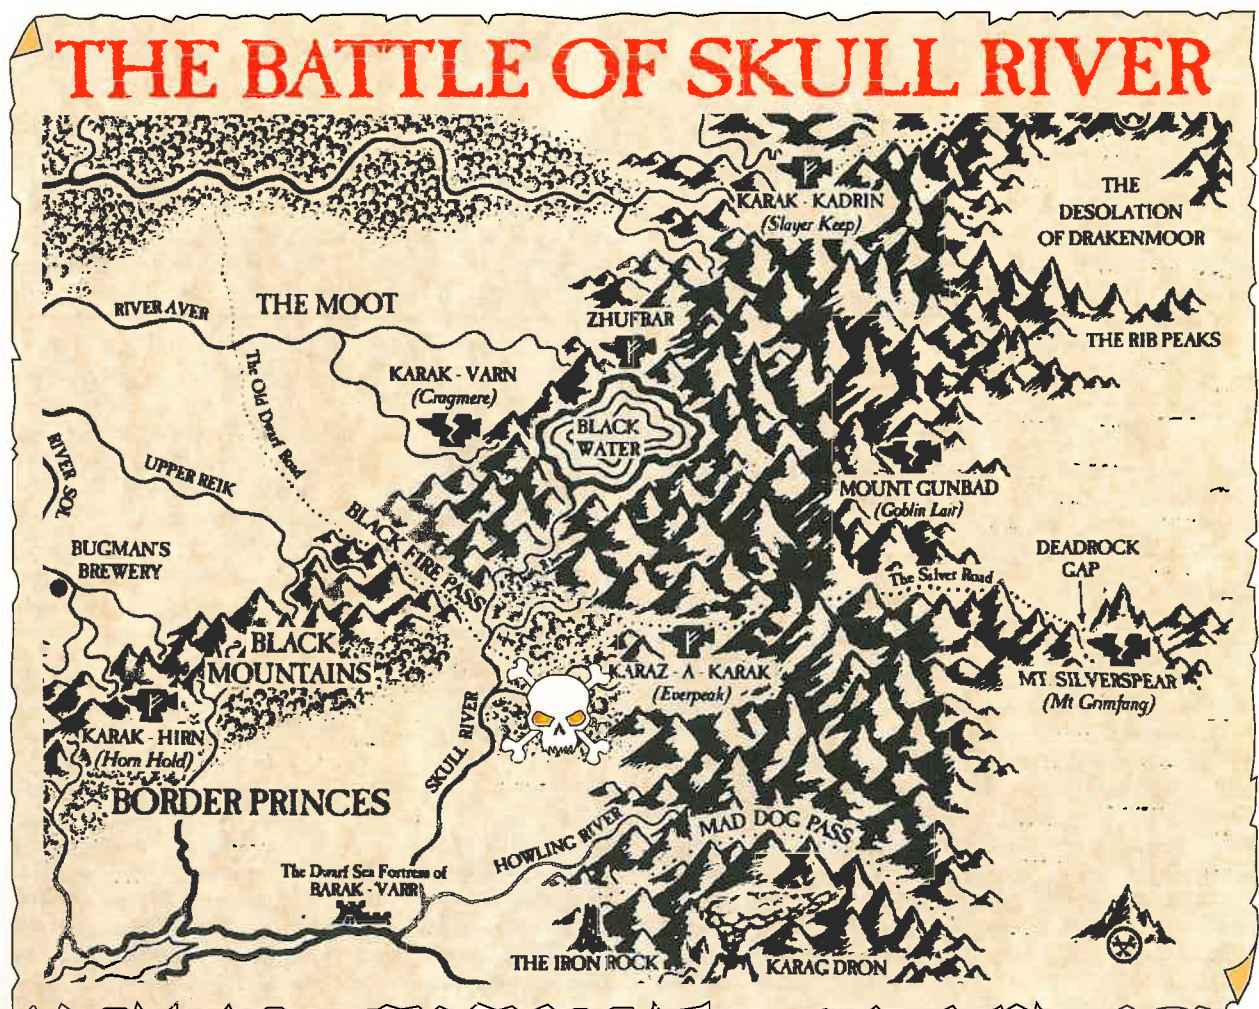 THE BATTLE OF SKULL RIVER
KARAK - KADRIN
(Slayer Keep)
THE
DESOLATION
OF DRAKENMOOR
RIVER AVER
THE MOOT
ZHUFBAR
THE RIB PEAKS
The Old Dwarf Road
KARAK - VARN
(Cragmere)
BLACK
WATER
RIVER SOL
UPPER REIK
MOUNT GUNBAD
(Goblin Lair)
BLACK FIRE PASS
BUGMAN'S
BREWERY
DEADROCK
GAP
The Silver Road
BLACK
MOUNTAINS
KARAZ - A - KARAK
(Everpeak)
MT SILVERSPEAR
(Mt Grimfang)
KARAK - HIRN
(Horn Hold)
SKULL RIVER
BORDER PRINCES
HOWLING RIVER
MAD DOG PASS
The Dwarf Sea Fortress of
BARAK - VARR
THE IRON ROCK
KARAG DRON